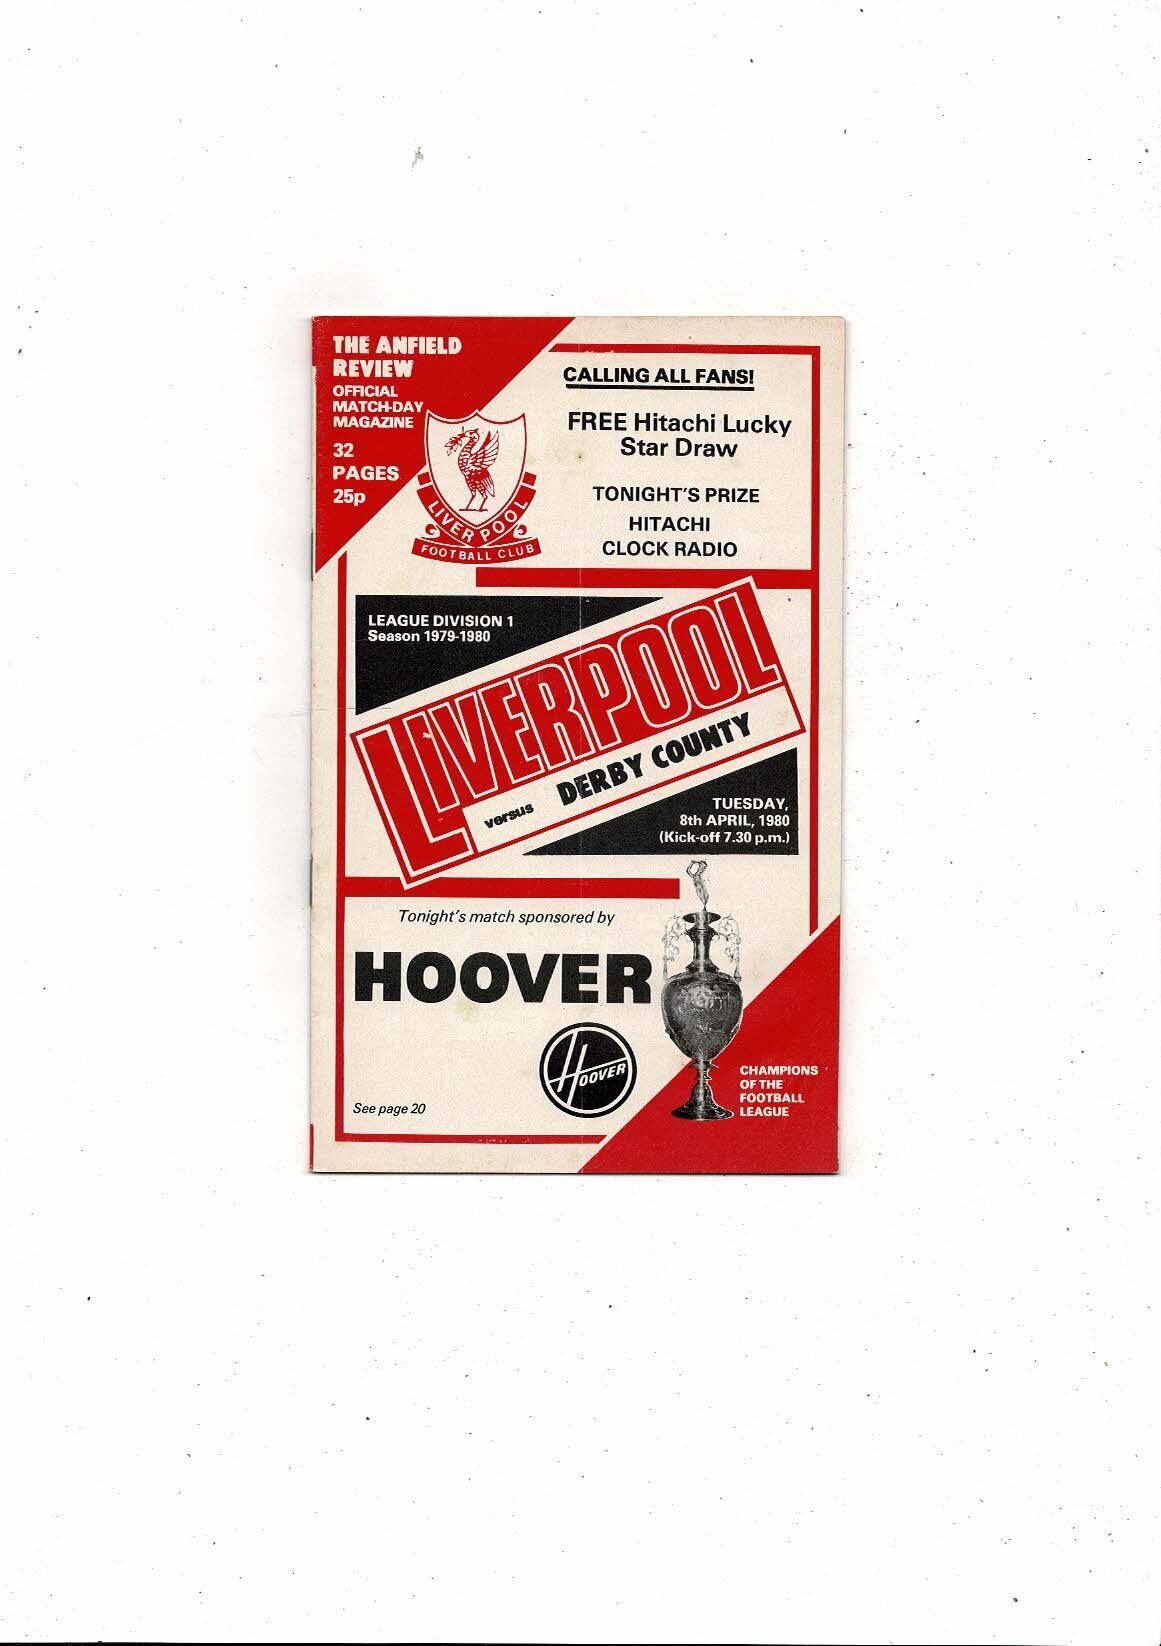 THE ANFIELD
REVIEW
OFFICIAL
MATCH-DAY
MAGAZINE
32
PAGES
25p
LIVERPOOL
FOOTBALL CLUB
CALLING ALL FANS!
FREE Hitachi Lucky
Star Draw
TONIGHT'S PRIZE
HITACHI
CLOCK RADIO
LEAGUE DIVISION 1
Season 1979-1980
LIVERPOOL
versus DERBY COUNTY
TUESDAY,
8th APRIL, 1980
(Kick-off 7.30 p.m.)
Tonight's match sponsored by
HOOVER
HOOVER
See page 20
CHAMPIONS
OF THE
FOOTBALL
LEAGUE